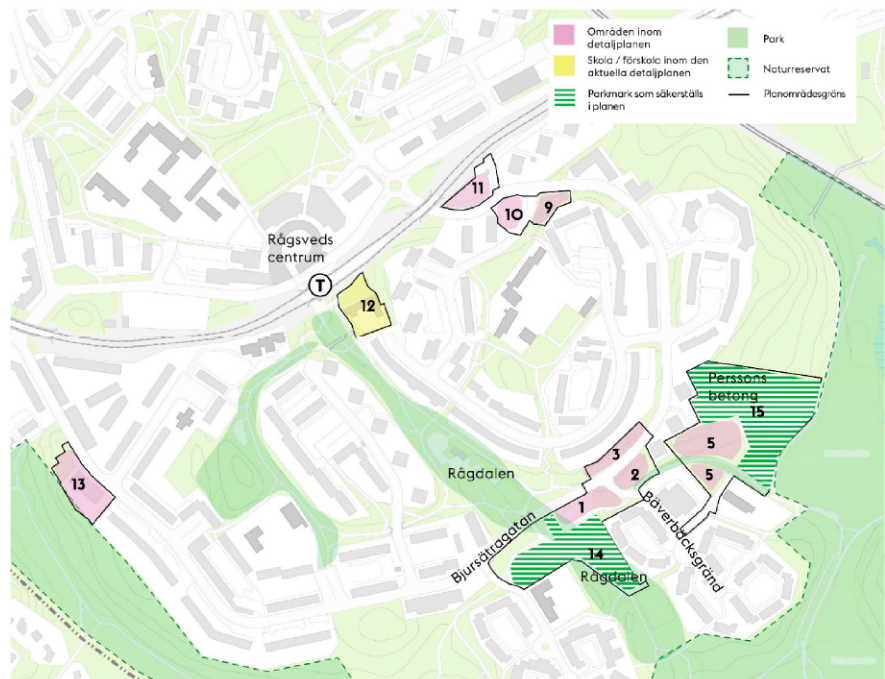 Områden inom
detaljplanen
Skola / förskola inom den
aktuella detaljplanen
Parkmark som säkerställs
i planen
Park
Naturreservat
Planområdesgräns
11
10
9
Rågsveds
centrum
T
12
Perssons
betong
15
5
5
3
2
1
Rågdalen
13
Bjursätragatan
Bäverbäcksgränd
14
Rågdalen